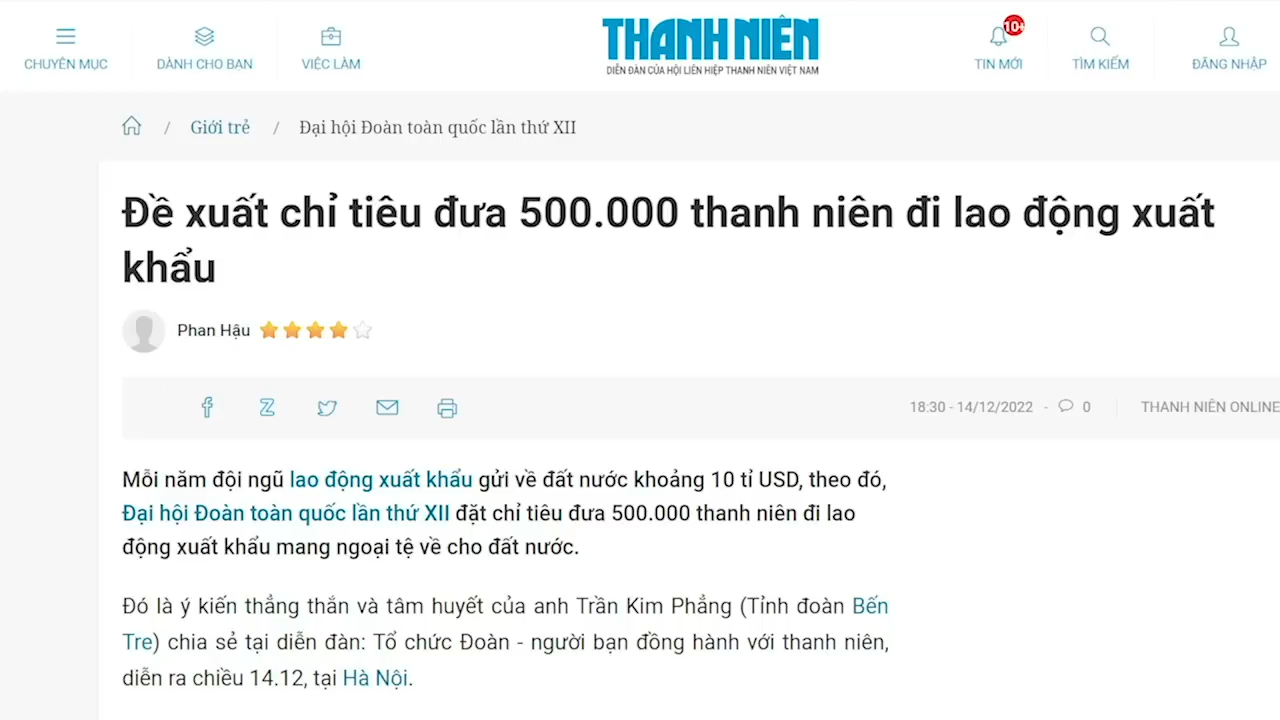 CHUYÊN MỤC
DÀNH CHO BẠN
VIỆC LÀM
THANH NIÊN
DIỄN ĐÀN CỦA HỘI LIÊN HIỆP THANH NIÊN VIỆT NAM
10+
TIN MỚI
TÌM KIẾM
ĐĂNG NHẬP
/ Giới trẻ / Đại hội Đoàn toàn quốc lần thứ XII
Đề xuất chỉ tiêu đưa 500.000 thanh niên đi lao động xuất
khẩu
Phan Hậu
18:30 - 14/12/2022 - 0 THANH NIÊN ONLINE
Mỗi năm đội ngũ lao động xuất khẩu gửi về đất nước khoảng 10 tỉ USD, theo đó,
Đại hội Đoàn toàn quốc lần thứ XII đặt chỉ tiêu đưa 500.000 thanh niên đi lao
động xuất khẩu mang ngoại tệ về cho đất nước.
Đó là ý kiến thẳng thắn và tâm huyết của anh Trần Kim Phẳng (Tỉnh đoàn Bến
Tre) chia sẻ tại diễn đàn: Tổ chức Đoàn - người bạn đồng hành với thanh niên,
diễn ra chiều 14.12, tại Hà Nội.